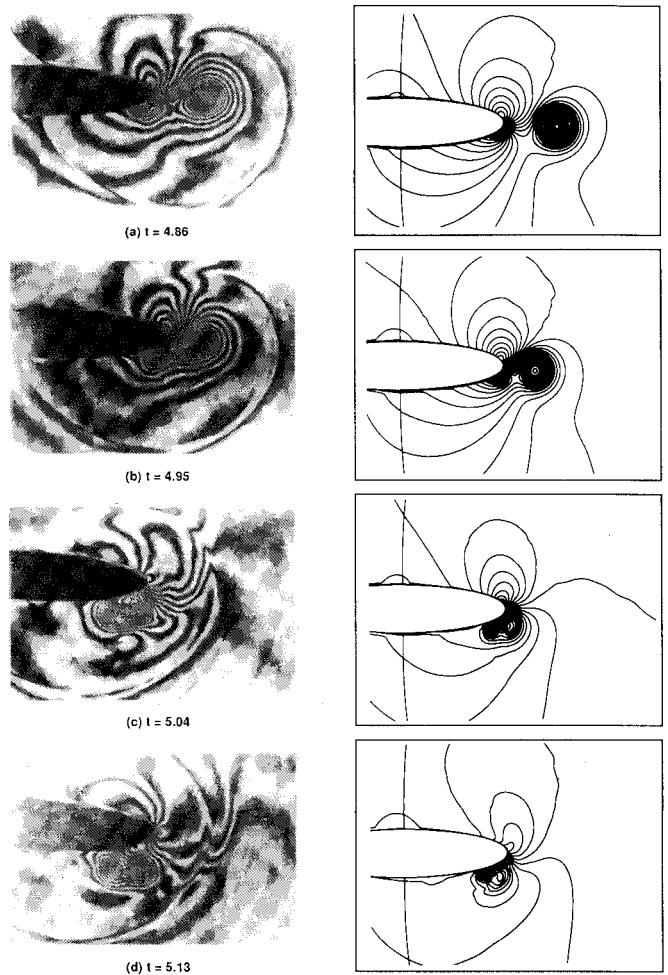 (a) t = 4.86
(b) t = 4.95
(c) t = 5.04
(d) t = 5.13